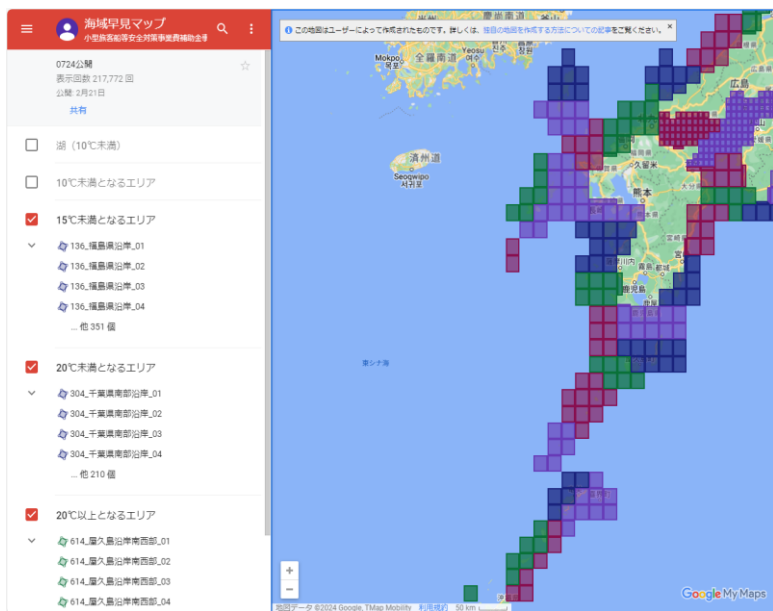 海域早見マップ
小型旅客船等安全対策事業費補助金
0724公開
表示回数 217,772 回
公開: 2月21日
共有
湖（10℃未満）
10℃未満となるエリア
15℃未満となるエリア
136_福島県沿岸_01
136_福島県沿岸_02
136_福島県沿岸_03
136_福島県沿岸_04
... 他 351 個
20℃未満となるエリア
304_千葉県南部沿岸_01
304_千葉県南部沿岸_02
304_千葉県南部沿岸_03
304_千葉県南部沿岸_04
... 他 210 個
20℃以上となるエリア
614_屋久島沿岸南西部_01
614_屋久島沿岸南西部_02
614_屋久島沿岸南西部_03
614_屋久島沿岸南西部_04
この地図はユーザーによって作成されたものです。詳しくは、独自の地図を作成する方法についての記事をご覧ください。
×
Mokpo
목포
全羅南道
Yeosu
여수
慶尚南道
済州道
Seogwipo
서귀포
広島
久留米
熊本
大分
鹿児島
都城
東シナ海
+
−
地図データ ©2024 Google, TMap Mobility
利用規約
50 km
Google My Maps